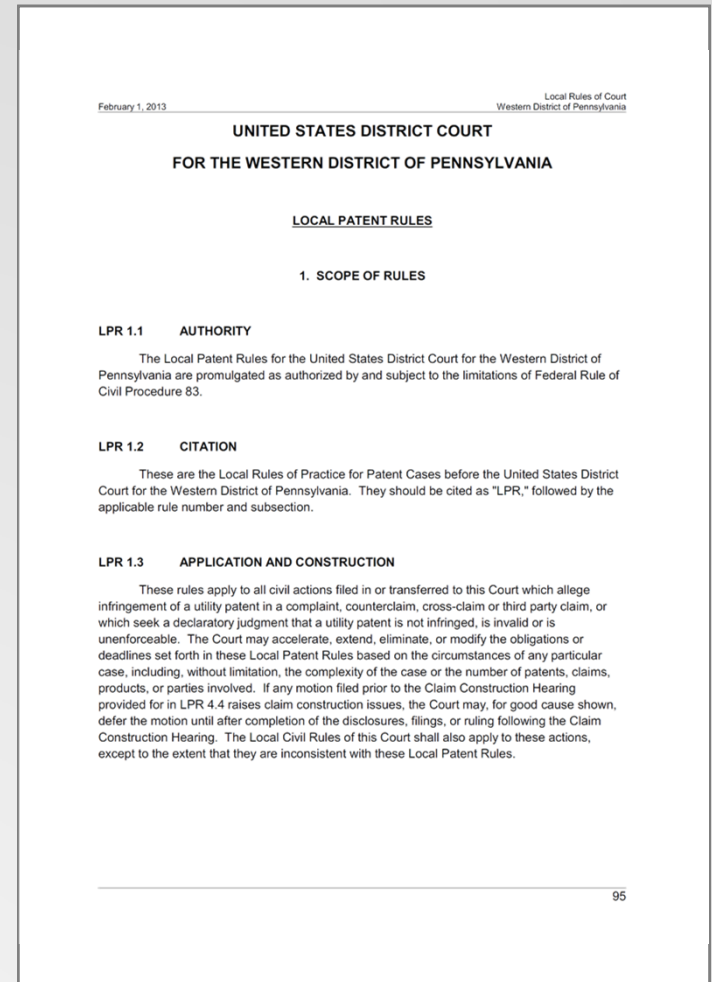 Local Rules of Court
February 1, 2013 Western District of Pennsylvania
UNITED STATES DISTRICT COURT
FOR THE WESTERN DISTRICT OF PENNSYLVANIA
LOCAL PATENT RULES
1. SCOPE OF RULES
LPR 1.1 AUTHORITY
The Local Patent Rules for the United States District Court for the Western District of
Pennsylvania are promulgated as authorized by and subject to the limitations of Federal Rule of
Civil Procedure 83.
LPR 1.2 CITATION
These are the Local Rules of Practice for Patent Cases before the United States District
Court for the Western District of Pennsylvania. They should be cited as "LPR," followed by the
applicable rule number and subsection.
LPR 1.3 APPLICATION AND CONSTRUCTION
These rules apply to all civil actions filed in or transferred to this Court which allege
infringement of a utility patent in a complaint, counterclaim, cross-claim or third party claim, or
which seek a declaratory judgment that a utility patent is not infringed, is invalid or is
unenforceable. The Court may accelerate, extend, eliminate, or modify the obligations or
deadlines set forth in these Local Patent Rules based on the circumstances of any particular
case, including, without limitation, the complexity of the case or the number of patents, claims,
products, or parties involved. If any motion filed prior to the Claim Construction Hearing
provided for in LPR 4.4 raises claim construction issues, the Court may, for good cause shown,
defer the motion until after completion of the disclosures, filings, or ruling following the Claim
Construction Hearing. The Local Civil Rules of this Court shall also apply to these actions,
except to the extent that they are inconsistent with these Local Patent Rules.
95